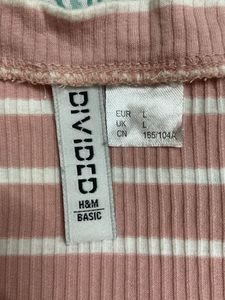 DIVIDED
H&M
BASIC
EUR L
UK L
CN 165/104A